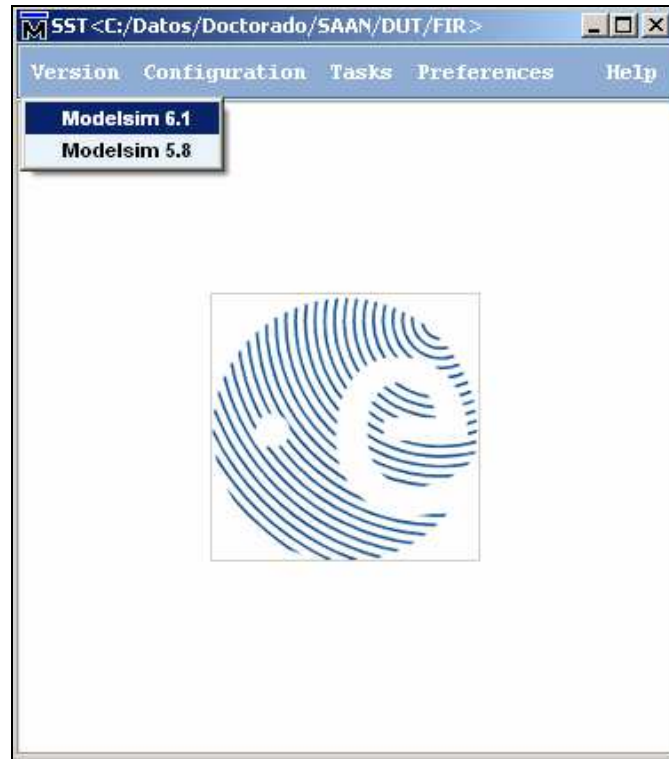 SST<C:/Datos/Doctorado/SAAN/DUT/FIR>
Version Configuration Tasks Preferences Help
Modelsim 6.1
Modelsim 5.8